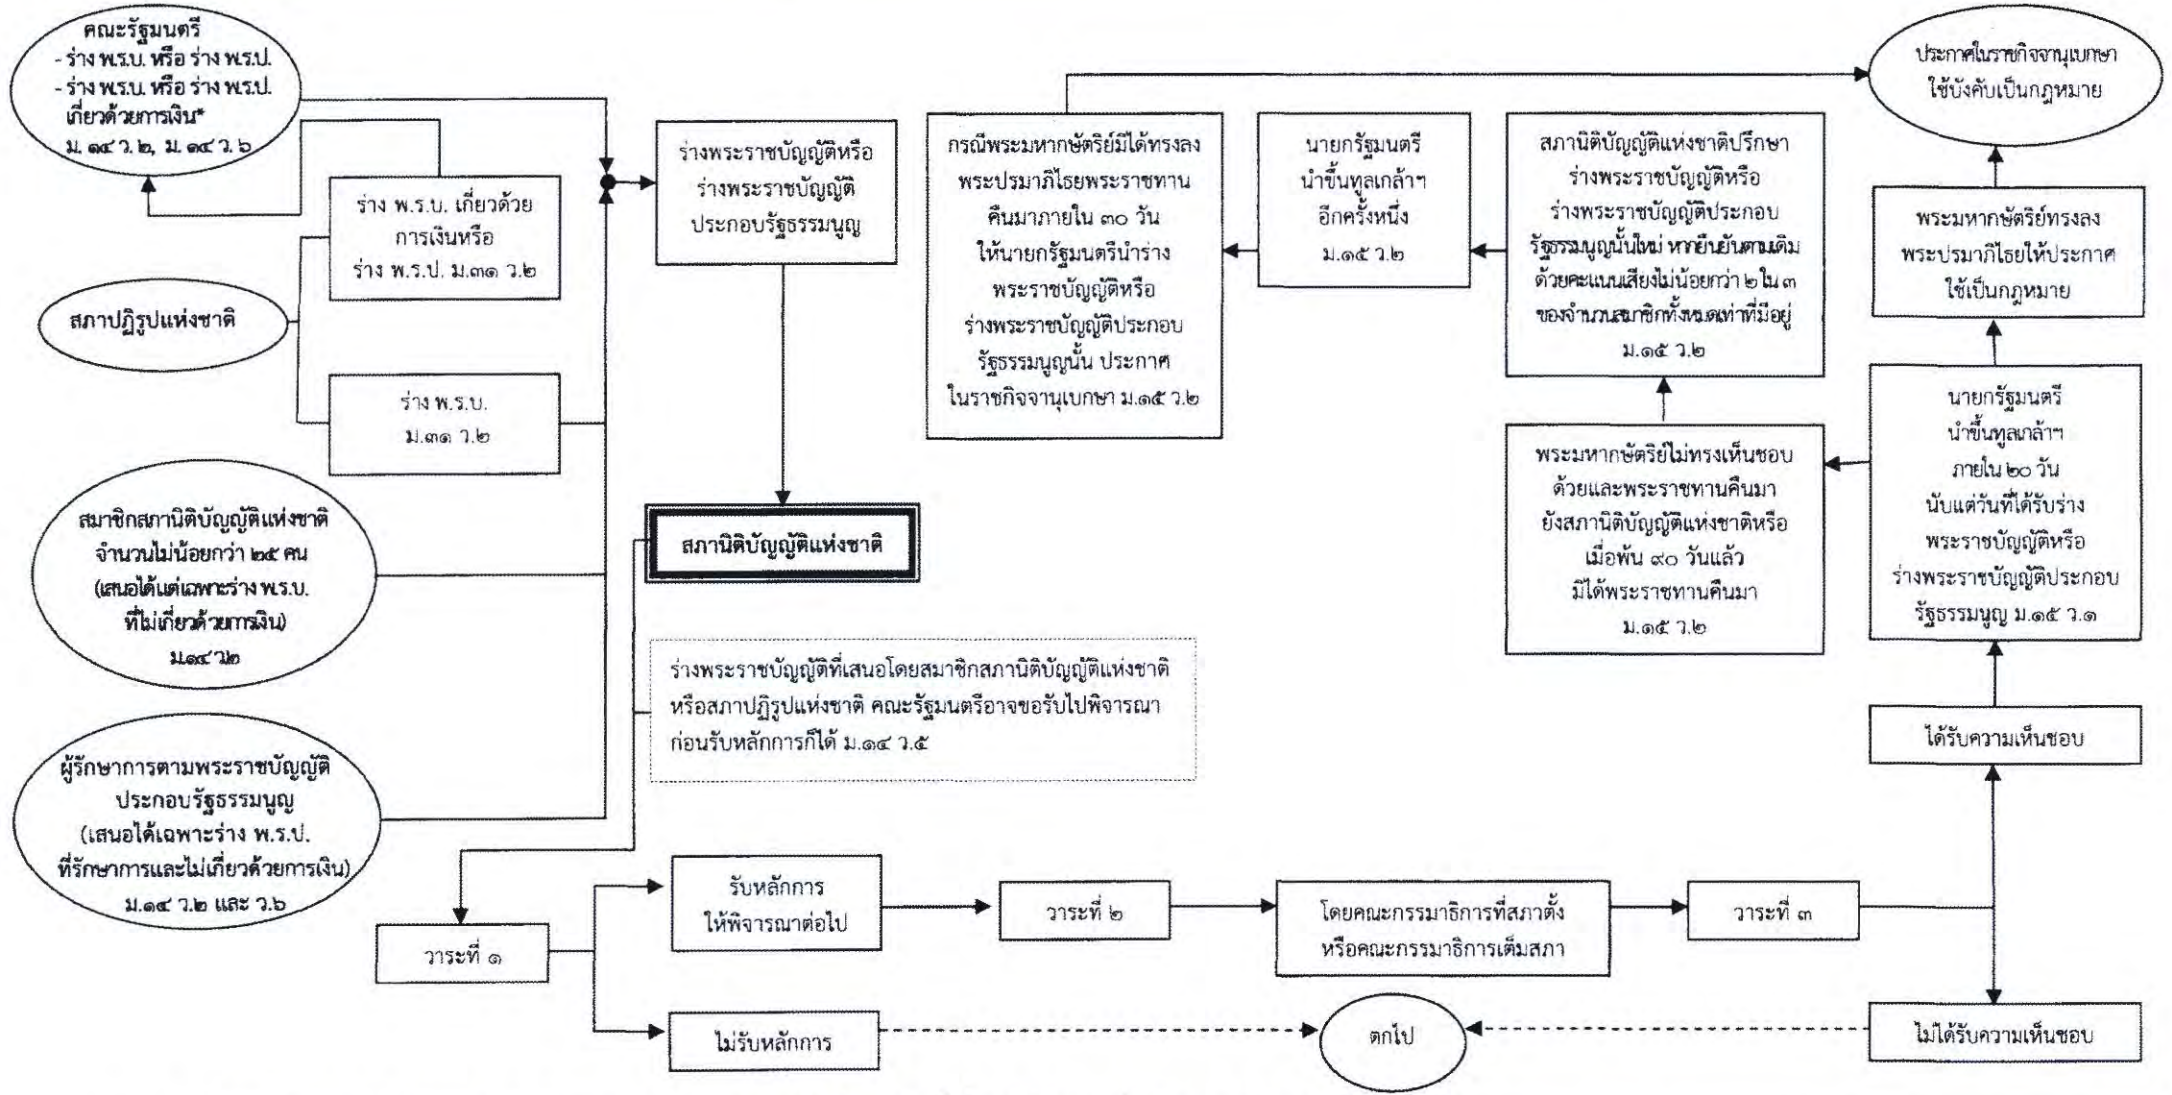 คณะรัฐมนตรี
- ร่าง พ.ร.บ. หรือ ร่าง พ.ร.ป.
- ร่าง พ.ร.บ. หรือ ร่าง พ.ร.ป.
เกี่ยวด้วยการเงิน*
ม. ๑๔ ว. ๒, ม. ๑๔ ว. ๖
ร่าง พ.ร.บ. เกี่ยวด้วย
การเงินหรือ
ร่าง พ.ร.ป. ม.๓๑ ว.๒
สภาปฏิรูปแห่งชาติ
ร่าง พ.ร.บ.
ม.๓๑ ว.๒
สมาชิกสภานิติบัญญัติแห่งชาติ
จำนวนไม่น้อยกว่า ๒๕ คน
(เสนอได้แต่เฉพาะร่าง พ.ร.บ.
ที่ไม่เกี่ยวด้วยการเงิน)
ม.๑๔ ว.๒
ผู้รักษาการตามพระราชบัญญัติ
ประกอบรัฐธรรมนูญ
(เสนอได้เฉพาะร่าง พ.ร.ป.
ที่รักษาการและไม่เกี่ยวด้วยการเงิน)
ม.๑๔ ว.๒ และ ว.๖
ร่างพระราชบัญญัติหรือ
ร่างพระราชบัญญัติ
ประกอบรัฐธรรมนูญ
สภานิติบัญญัติแห่งชาติ
ร่างพระราชบัญญัติที่เสนอโดยสมาชิกสภานิติบัญญัติแห่งชาติ
หรือสภาปฏิรูปแห่งชาติ คณะรัฐมนตรีอาจขอรับไปพิจารณา
ก่อนรับหลักการก็ได้ ม.๑๔ ว.๕
วาระที่ ๑
รับหลักการ
ให้พิจารณาต่อไป
ไม่รับหลักการ
วาระที่ ๒
โดยคณะกรรมาธิการที่สภาตั้ง
หรือคณะกรรมาธิการเต็มสภา
วาระที่ ๓
ตกไป
ไม่ได้รับความเห็นชอบ
ได้รับความเห็นชอบ
นายกรัฐมนตรี
นำขึ้นทูลเกล้าฯ
ภายใน ๒๐ วัน
นับแต่วันที่ได้รับร่าง
พระราชบัญญัติหรือ
ร่างพระราชบัญญัติประกอบ
รัฐธรรมนูญ ม.๑๕ ว.๑
พระมหากษัตริย์ทรงลง
พระปรมาภิไธยให้ประกาศ
ใช้เป็นกฎหมาย
ประกาศในราชกิจจานุเบกษา
ใช้บังคับเป็นกฎหมาย
พระมหากษัตริย์ไม่ทรงเห็นชอบ
ด้วยและพระราชทานคืนมา
ยังสภานิติบัญญัติแห่งชาติหรือ
เมื่อพ้น ๙๐ วันแล้ว
มิได้พระราชทานคืนมา
ม.๑๕ ว.๒
สภานิติบัญญัติแห่งชาติปรึกษา
ร่างพระราชบัญญัติหรือ
ร่างพระราชบัญญัติประกอบ
รัฐธรรมนูญนั้นใหม่ หากยืนยันตามเดิม
ด้วยคะแนนเสียงไม่น้อยกว่า ๒ ใน ๓
ของจำนวนสมาชิกทั้งหมดเท่าที่มีอยู่
ม.๑๕ ว.๒
นายกรัฐมนตรี
นำขึ้นทูลเกล้าฯ
อีกครั้งหนึ่ง
ม.๑๕ ว.๒
กรณีพระมหากษัตริย์มิได้ทรงลง
พระปรมาภิไธยพระราชทาน
คืนมาภายใน ๓๐ วัน
ให้นายกรัฐมนตรีนำร่าง
พระราชบัญญัติหรือ
ร่างพระราชบัญญัติประกอบ
รัฐธรรมนูญนั้น ประกาศ
ในราชกิจจานุเบกษา ม.๑๕ ว.๒